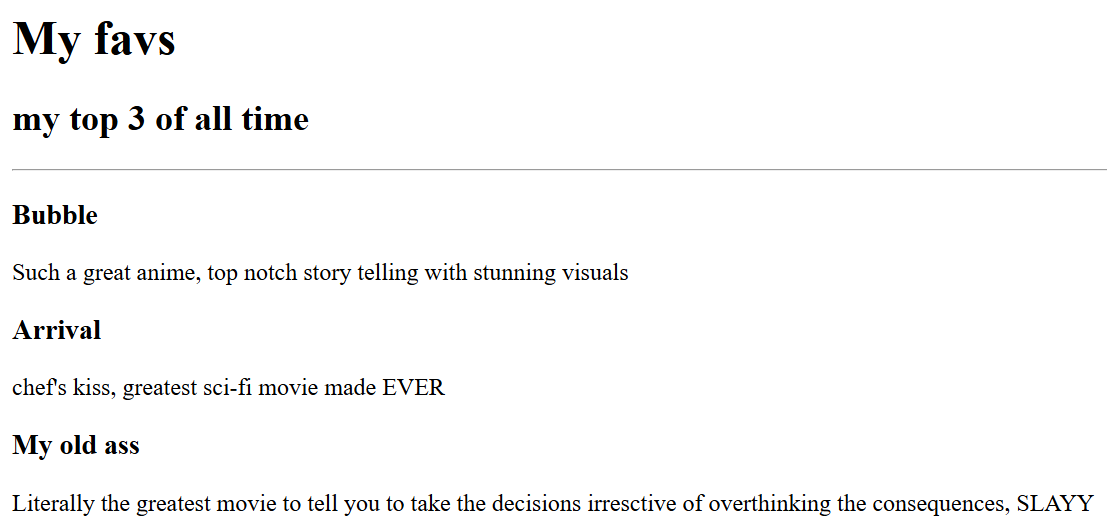 My favs
my top 3 of all time
Bubble
Such a great anime, top notch story telling with stunning visuals
Arrival
chef's kiss, greatest sci-fi movie made EVER
My old ass
Literally the greatest movie to tell you to take the decisions irresctive of overthinking the consequences, SLAYY